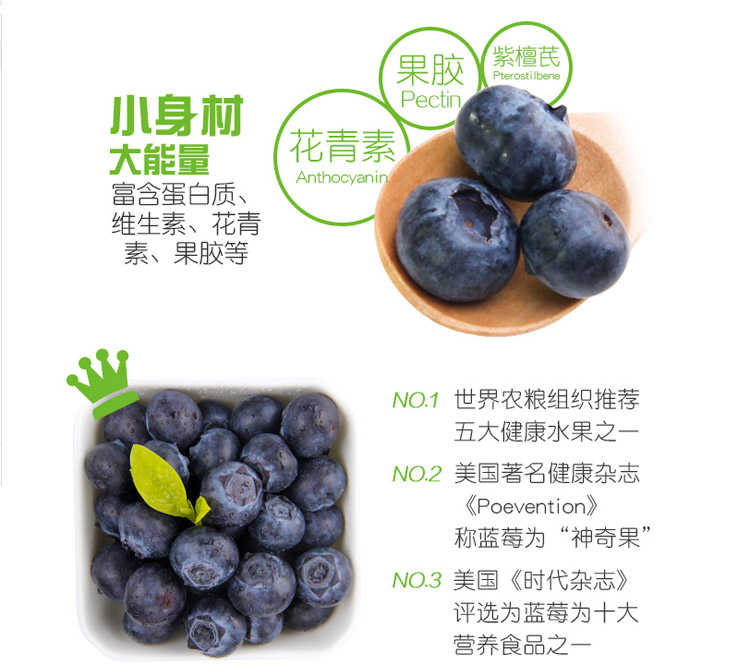 小身材
大能量
富含蛋白质、
维生素、花青
素、果胶等
花青素
Anthocyanin
果胶
Pectin
紫檀芪
Pterostilbene
NO.1 世界农粮组织推荐
五大健康水果之一
NO.2 美国著名健康杂志
《Poevention》
称蓝莓为“神奇果”
NO.3 美国《时代杂志》
评选为蓝莓为十大
营养食品之一